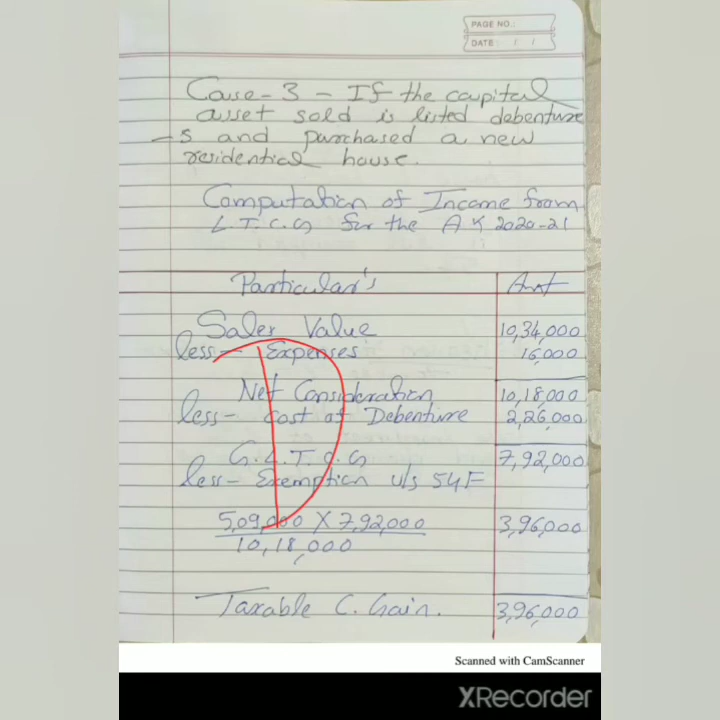 PAGE NO.:
DATE: / /
Case-3 - If the capital
asset sold is listed debenture
-s and purchased a new
residential house.
Computation of Income from
L.T.C.G for the A Y 2020-21
Particular's Amt
Sales Value 10,34,000
less- Expenses 16,000
Net Consideration 10,18,000
less- Cost of Debenture 2,26,000
G.L.T.C.G 7,92,000
less- Exemption u/s 54F
5,09,000 X 7,92,000 3,96,000
10,18,000
Taxable C. Gain. 3,96,000
Scanned with CamScanner
XRecorder